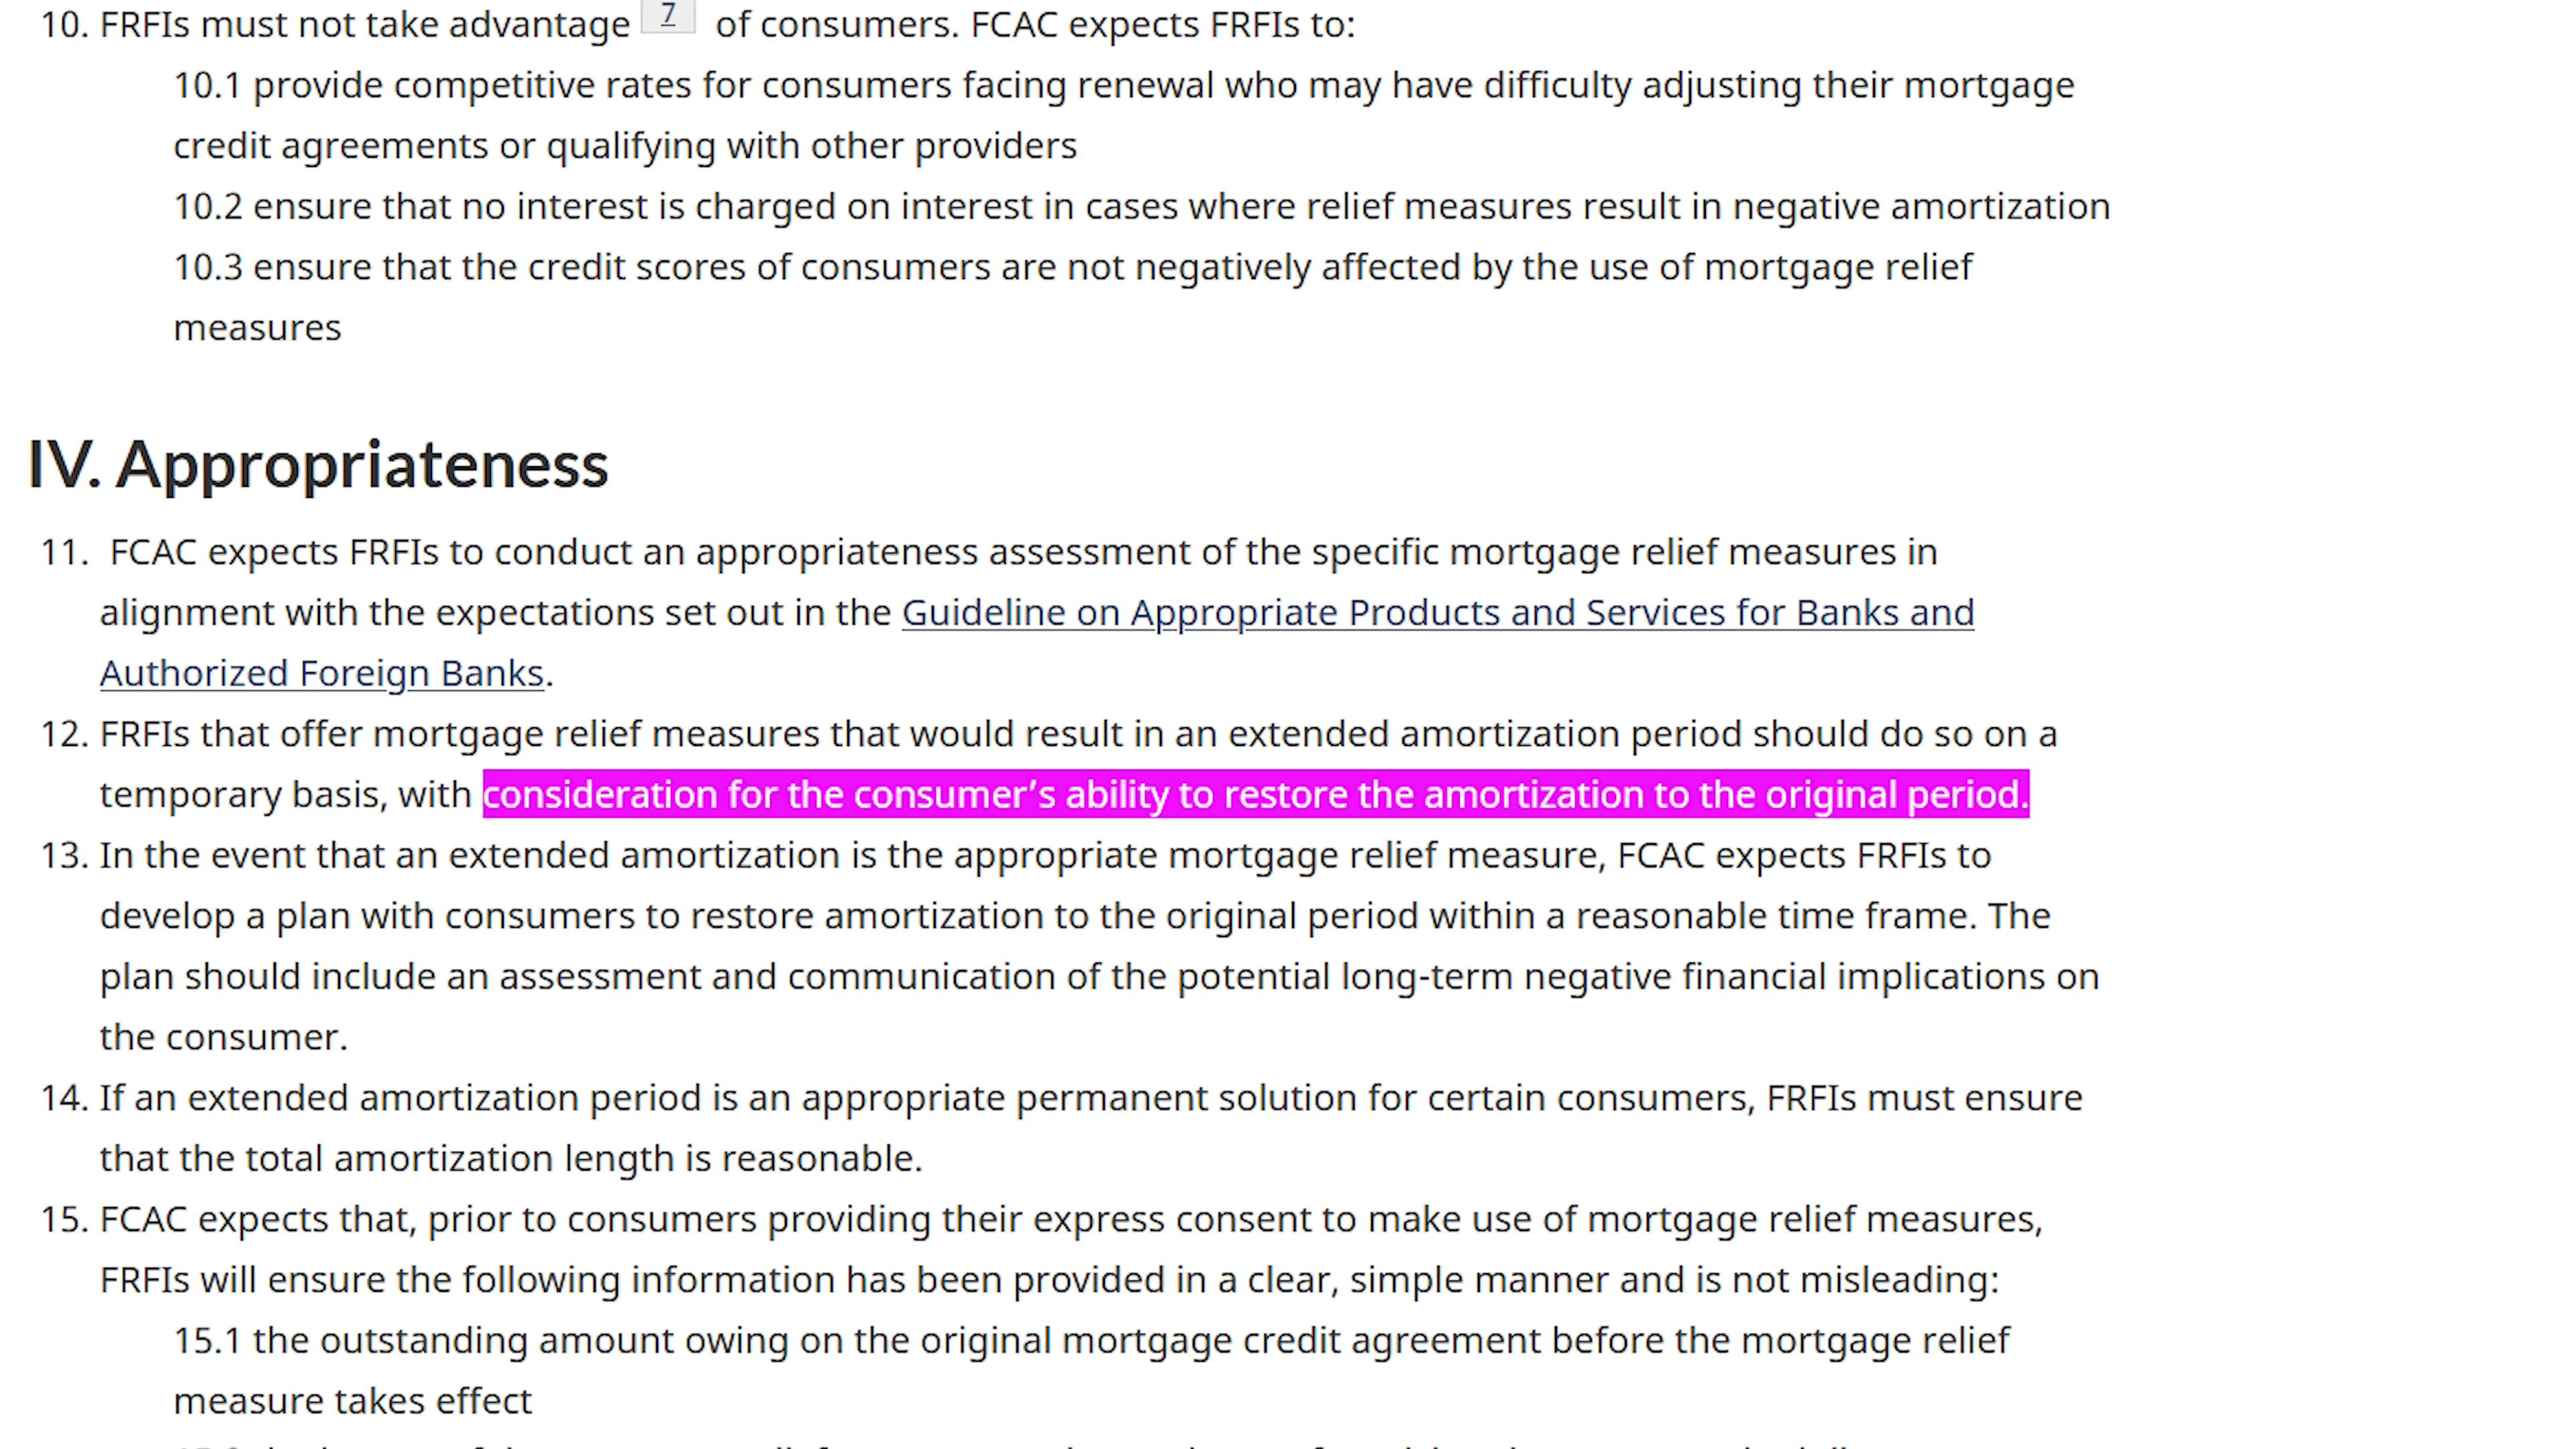 10. FRFIs must not take advantage 7 of consumers. FCAC expects FRFIs to:
10.1 provide competitive rates for consumers facing renewal who may have difficulty adjusting their mortgage
credit agreements or qualifying with other providers
10.2 ensure that no interest is charged on interest in cases where relief measures result in negative amortization
10.3 ensure that the credit scores of consumers are not negatively affected by the use of mortgage relief
measures
IV. Appropriateness
11. FCAC expects FRFIs to conduct an appropriateness assessment of the specific mortgage relief measures in
alignment with the expectations set out in the Guideline on Appropriate Products and Services for Banks and
Authorized Foreign Banks.
12. FRFIs that offer mortgage relief measures that would result in an extended amortization period should do so on a
temporary basis, with consideration for the consumer’s ability to restore the amortization to the original period.
13. In the event that an extended amortization is the appropriate mortgage relief measure, FCAC expects FRFIs to
develop a plan with consumers to restore amortization to the original period within a reasonable time frame. The
plan should include an assessment and communication of the potential long-term negative financial implications on
the consumer.
14. If an extended amortization period is an appropriate permanent solution for certain consumers, FRFIs must ensure
that the total amortization length is reasonable.
15. FCAC expects that, prior to consumers providing their express consent to make use of mortgage relief measures,
FRFIs will ensure the following information has been provided in a clear, simple manner and is not misleading:
15.1 the outstanding amount owing on the original mortgage credit agreement before the mortgage relief
measure takes effect